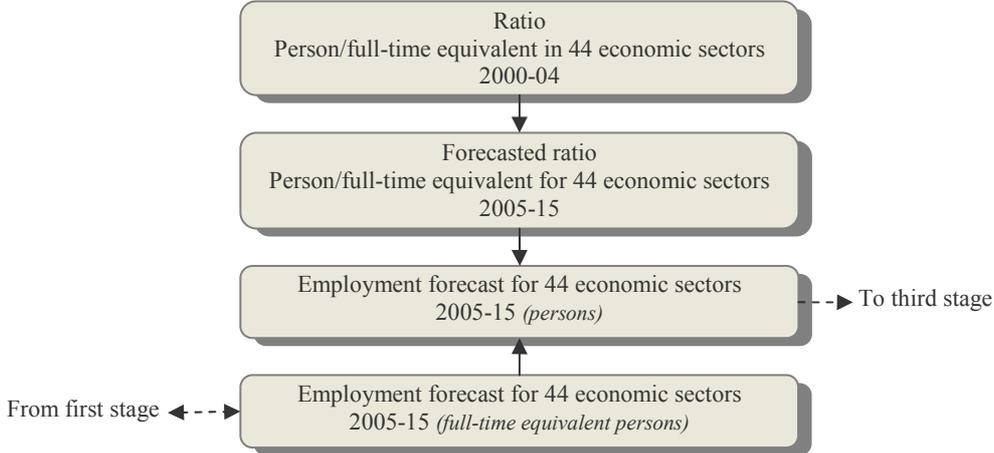 Ratio
Person/full-time equivalent in 44 economic sectors
2000-04
Forecasted ratio
Person/full-time equivalent for 44 economic sectors
2005-15
Employment forecast for 44 economic sectors
2005-15 (persons)
To third stage
Employment forecast for 44 economic sectors
2005-15 (full-time equivalent persons)
From first stage